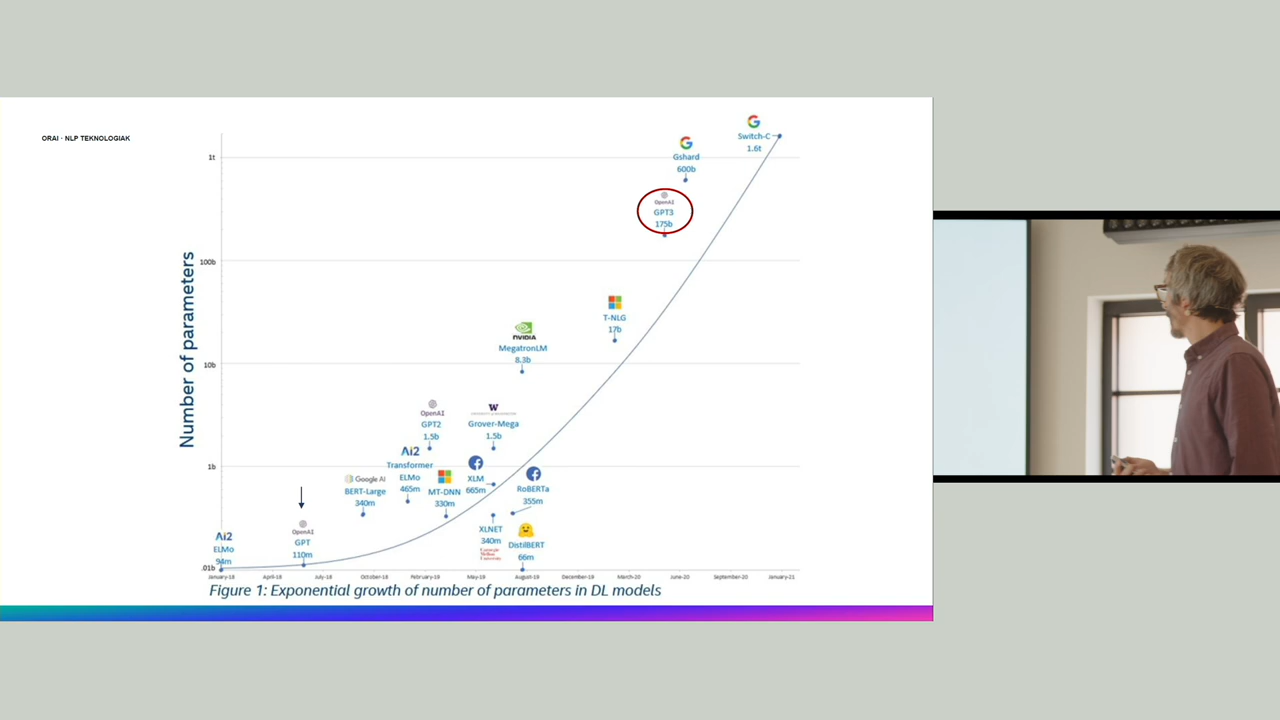 ORAI · NLP TEKNOLOGIAK
Number of parameters
1t
100b
10b
1b
.01b
Ai2
ELMo
94m
OpenAI
GPT
110m
Google AI
BERT-Large
340m
Ai2
Transformer
ELMo
465m
OpenAI
GPT2
1.5b
MT-DNN
330m
XLM
665m
W
Grover-Mega
1.5b
XLNET
340m
Carnegie
Mellon
University
NVIDIA
MegatronLM
8.3b
RoBERTa
355m
DistilBERT
66m
T-NLG
17b
OpenAI
GPT3
175b
G
Gshard
600b
G
Switch-C
1.6t
January-18
April-18
July-18
October-18
February-19
May-19
August-19
December-19
March-20
June-20
September-20
January-21
Figure 1: Exponential growth of number of parameters in DL models